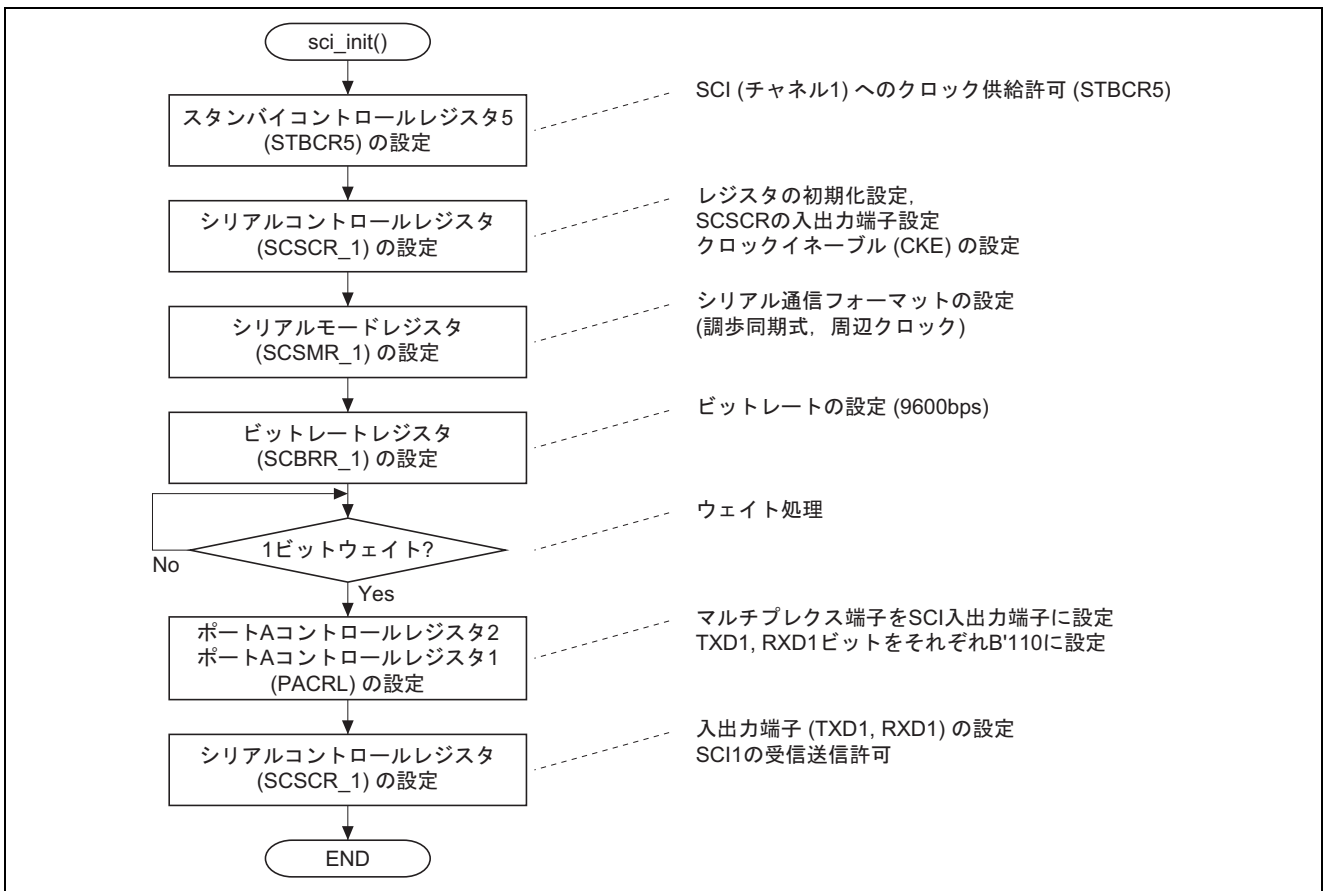 sci_init()
スタンバイコントロールレジスタ5
(STBCR5) の設定
SCI (チャネル1) へのクロック供給許可 (STBCR5)
シリアルコントロールレジスタ
(SCSCR_1) の設定
レジスタの初期化設定,
SCSCRの入出力端子設定
クロックイネーブル (CKE) の設定
シリアルモードレジスタ
(SCSMR_1) の設定
シリアル通信フォーマットの設定
(調歩同期式, 周辺クロック)
ビットレートレジスタ
(SCBRR_1) の設定
ビットレートの設定 (9600bps)
1ビットウェイト?
ウェイト処理
No
Yes
ポートAコントロールレジスタ2
ポートAコントロールレジスタ1
(PACRL) の設定
マルチプレクス端子をSCI入出力端子に設定
TXD1, RXD1ビットをそれぞれB'110に設定
シリアルコントロールレジスタ
(SCSCR_1) の設定
入出力端子 (TXD1, RXD1) の設定
SCI1の受信送信許可
END